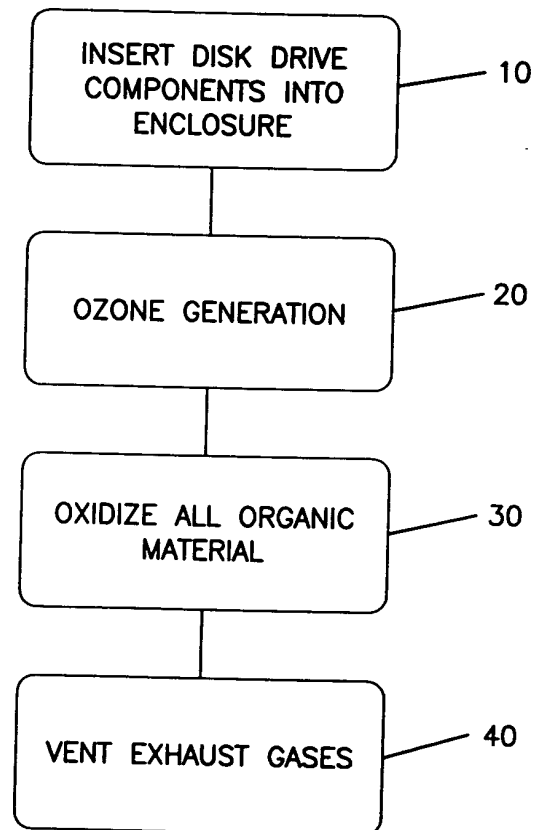 INSERT DISK DRIVE
COMPONENTS INTO
ENCLOSURE
10
OZONE GENERATION
20
OXIDIZE ALL ORGANIC
MATERIAL
30
VENT EXHAUST GASES
40